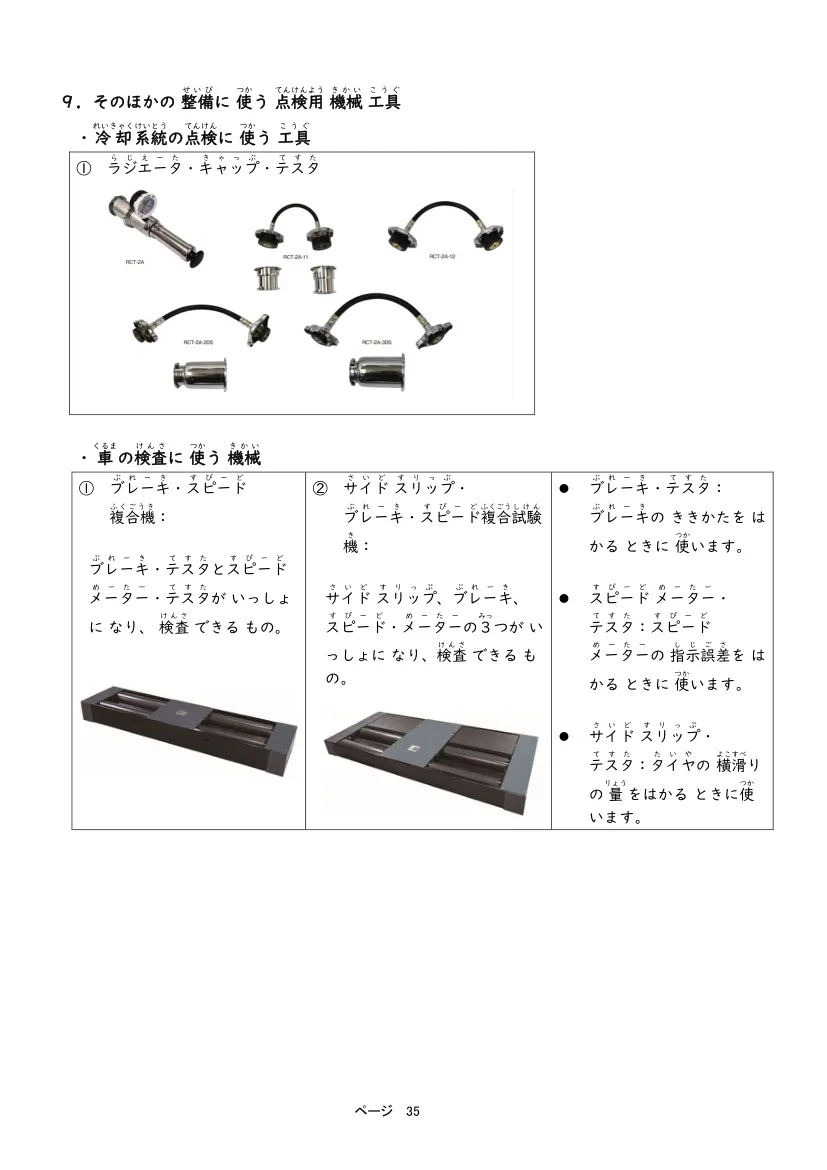 ９．そのほかの 整備に 使う 点検用 機械 工具
・冷却系統の点検に 使う 工具
① ラジエータ・キャップ・テスタ
RCT-2A
RCT-2A-11
RCT-2A-12
RCT-2A-2DS
RCT-2A-3DS
・車の検査に 使う 機械
① ブレーキ・スピード
複合機：
ブレーキ・テスタとスピード
メーター・テスタが いっしょ
に なり、 検査 できる もの。
② サイド スリップ・
ブレーキ・スピード複合試験
機：
サイド スリップ、ブレーキ、
スピード・メーターの３つが い
っしょに なり、検査 できる も
の。
● ブレーキ・テスタ：
ブレーキの ききかたを は
かる ときに 使います。
● スピード メーター・
テスタ：スピード
メーターの 指示誤差を は
かる ときに 使います。
● サイド スリップ・
テスタ：タイヤの 横滑り
の 量 をはかる ときに使
います。
ページ 35